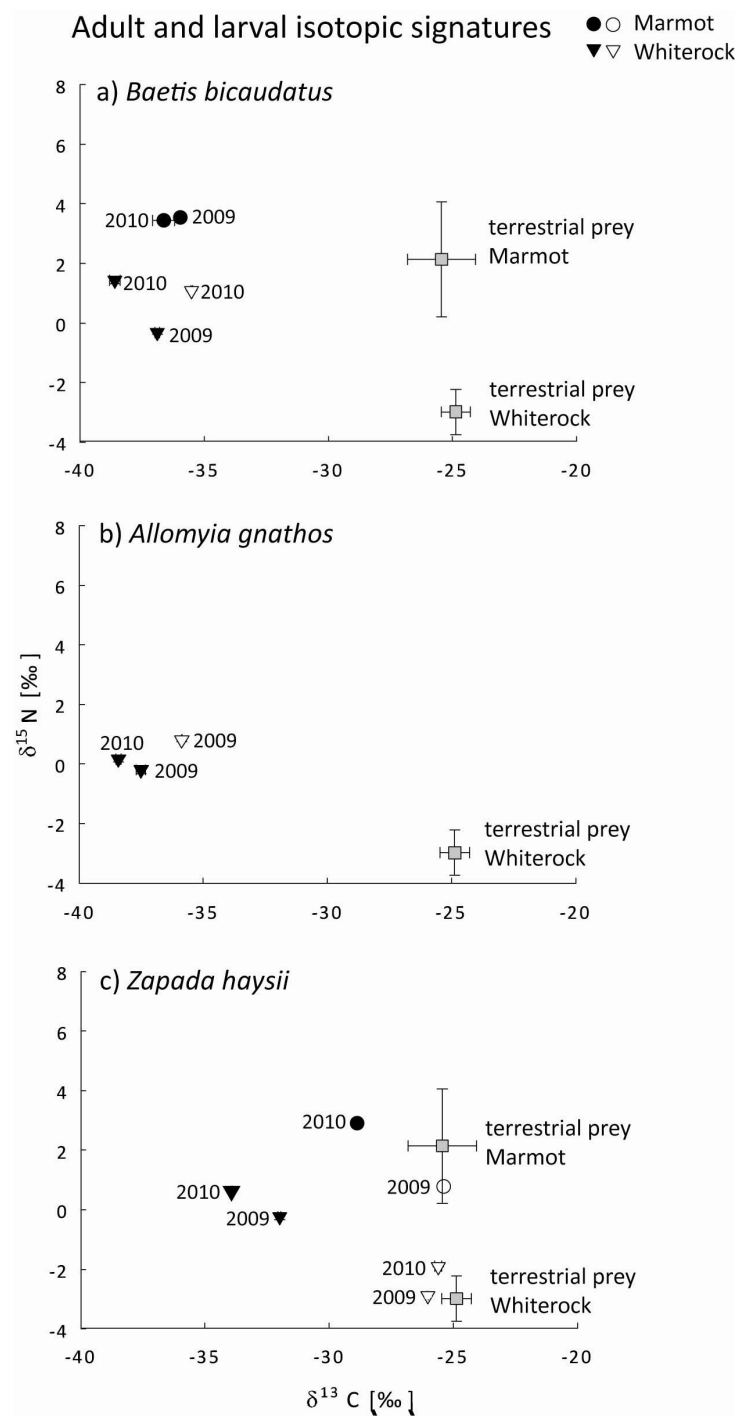 Adult and larval isotopic signatures
Marmot
Whiterock
a) Baetis bicaudatus
8
6
4
2
0
-2
-4
2010
2009
2010
2010
2009
terrestrial prey
Marmot
terrestrial prey
Whiterock
-40
-35
-30
-25
-20
b) Allomyia gnathos
8
6
4
2
0
-2
-4
δ15 N [‰]
2010
2009
2009
terrestrial prey
Whiterock
-40
-35
-30
-25
-20
c) Zapada haysii
8
6
4
2
0
-2
-4
2010
terrestrial prey
Marmot
2009
2010
2009
2010
2009
terrestrial prey
Whiterock
-40
-35
-30
-25
-20
δ13 C [‰]